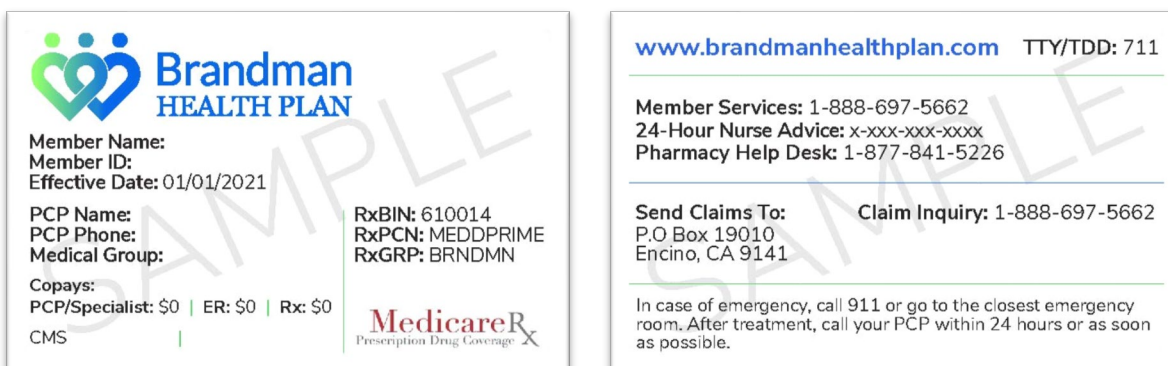 Brandman
HEALTH PLAN
Member Name:
Member ID:
Effective Date: 01/01/2021
PCP Name:
PCP Phone:
Medical Group:
RxBIN: 610014
RxPCN: MEDDPRIME
RxGRP: BRNDMN
Copays:
PCP/Specialist: $0 | ER: $0 | Rx: $0
CMS |
MedicareRx
Prescription Drug Coverage
SAMPLE
www.brandmanhealthplan.com TTY/TDD: 711
Member Services: 1-888-697-5662
24-Hour Nurse Advice: x-xxx-xxx-xxxx
Pharmacy Help Desk: 1-877-841-5226
Send Claims To: Claim Inquiry: 1-888-697-5662
P.O Box 19010
Encino, CA 9141
In case of emergency, call 911 or go to the closest emergency
room. After treatment, call your PCP within 24 hours or as soon
as possible.
SAMPLE